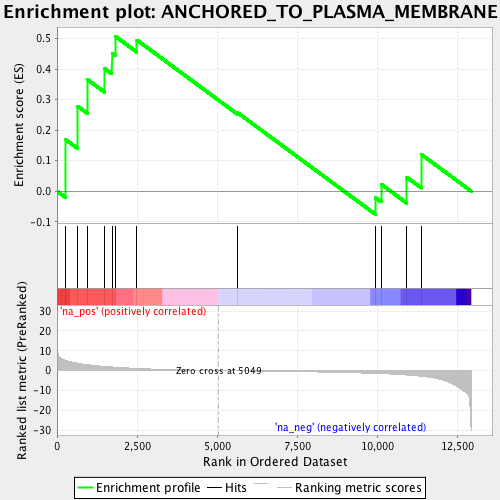 Enrichment plot: ANCHORED_TO_PLASMA_MEMBRANE
Enrichment score (ES)
0.5
0.4
0.3
0.2
0.1
0.0
-0.1
'na_pos' (positively correlated)
Ranked list metric (PreRanked)
30
20
10
0
-10
-20
-30
Zero cross at 5049
'na_neg' (negatively correlated)
0
2,500
5,000
7,500
10,000
12,500
Rank in Ordered Dataset
Enrichment profile
Hits
Ranking metric scores